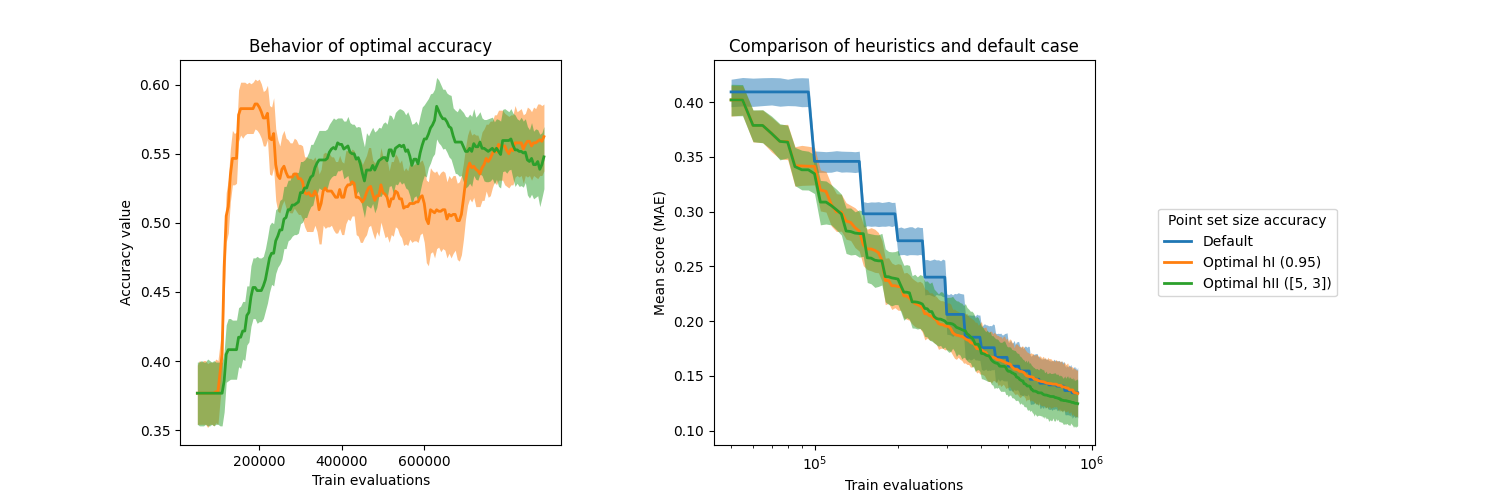 Behavior of optimal accuracy
Accuracy value
0.60
0.55
0.50
0.45
0.40
0.35
200000 400000 600000
Train evaluations
Comparison of heuristics and default case
Mean score (MAE)
0.40
0.35
0.30
0.25
0.20
0.15
0.10
10⁵ 10⁶
Train evaluations
Point set size accuracy
Default
Optimal hI (0.95)
Optimal hII ([5, 3])